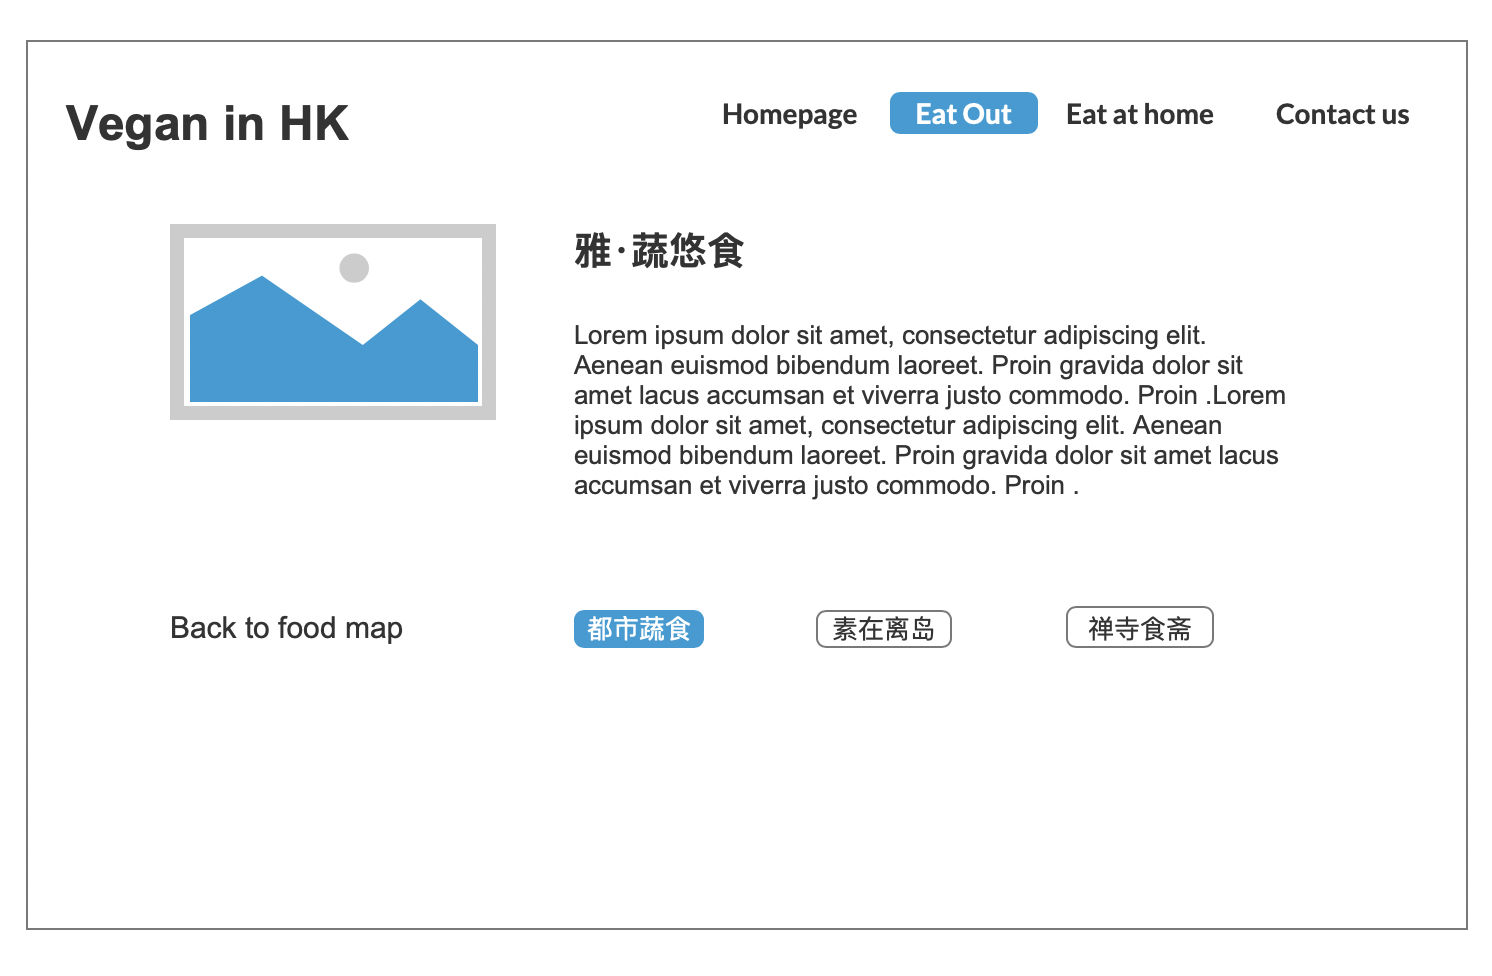 Vegan in HK
Homepage
Eat Out
Eat at home
Contact us
雅·蔬悠食
Lorem ipsum dolor sit amet, consectetur adipiscing elit.
Aenean euismod bibendum laoreet. Proin gravida dolor sit
amet lacus accumsan et viverra justo commodo. Proin .Lorem
ipsum dolor sit amet, consectetur adipiscing elit. Aenean
euismod bibendum laoreet. Proin gravida dolor sit amet lacus
accumsan et viverra justo commodo. Proin .
Back to food map
都市蔬食
素在离岛
禅寺食斋